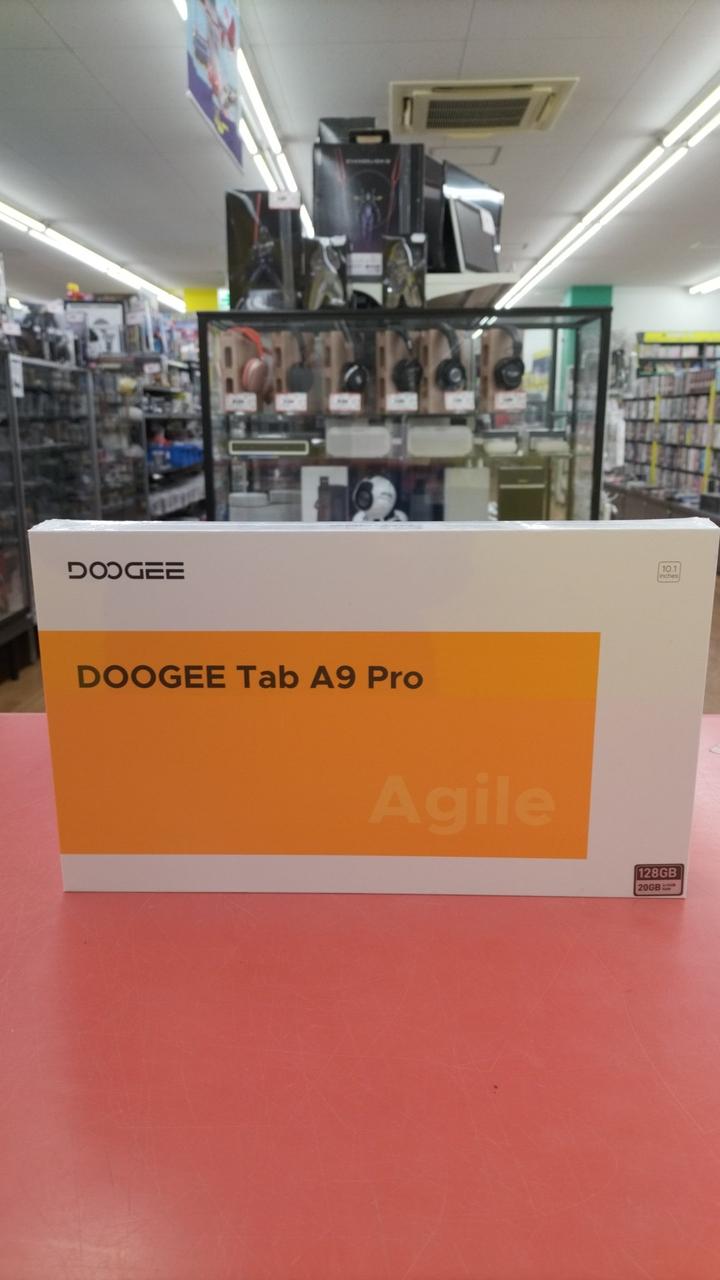 DOOGEE
10.1
inches
DOOGEE Tab A9 Pro
Agile
128GB
20GB